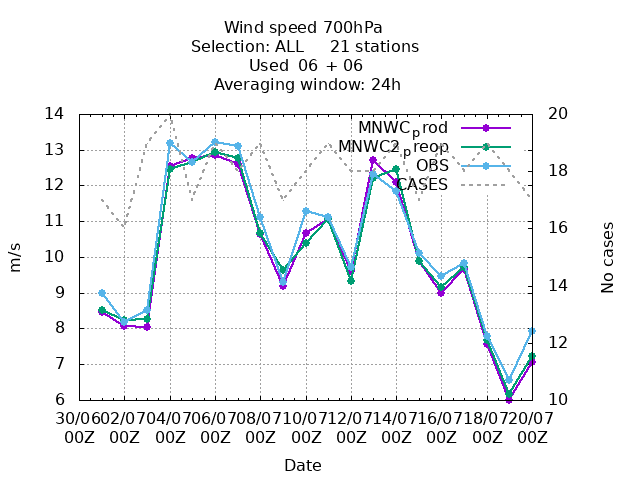 Wind speed 700hPa
Selection: ALL 21 stations
Used 06 + 06
Averaging window: 24h
14
13
12
11
10
9
8
7
6
20
18
16
14
12
10
m/s
No cases
MNWC_prod
MNWC2_preop
OBS
CASES
30/06 02/07 04/07 06/07 08/07 10/07 12/07 14/07 16/07 18/07 20/07
00Z 00Z 00Z 00Z 00Z 00Z 00Z 00Z 00Z 00Z 00Z
Date